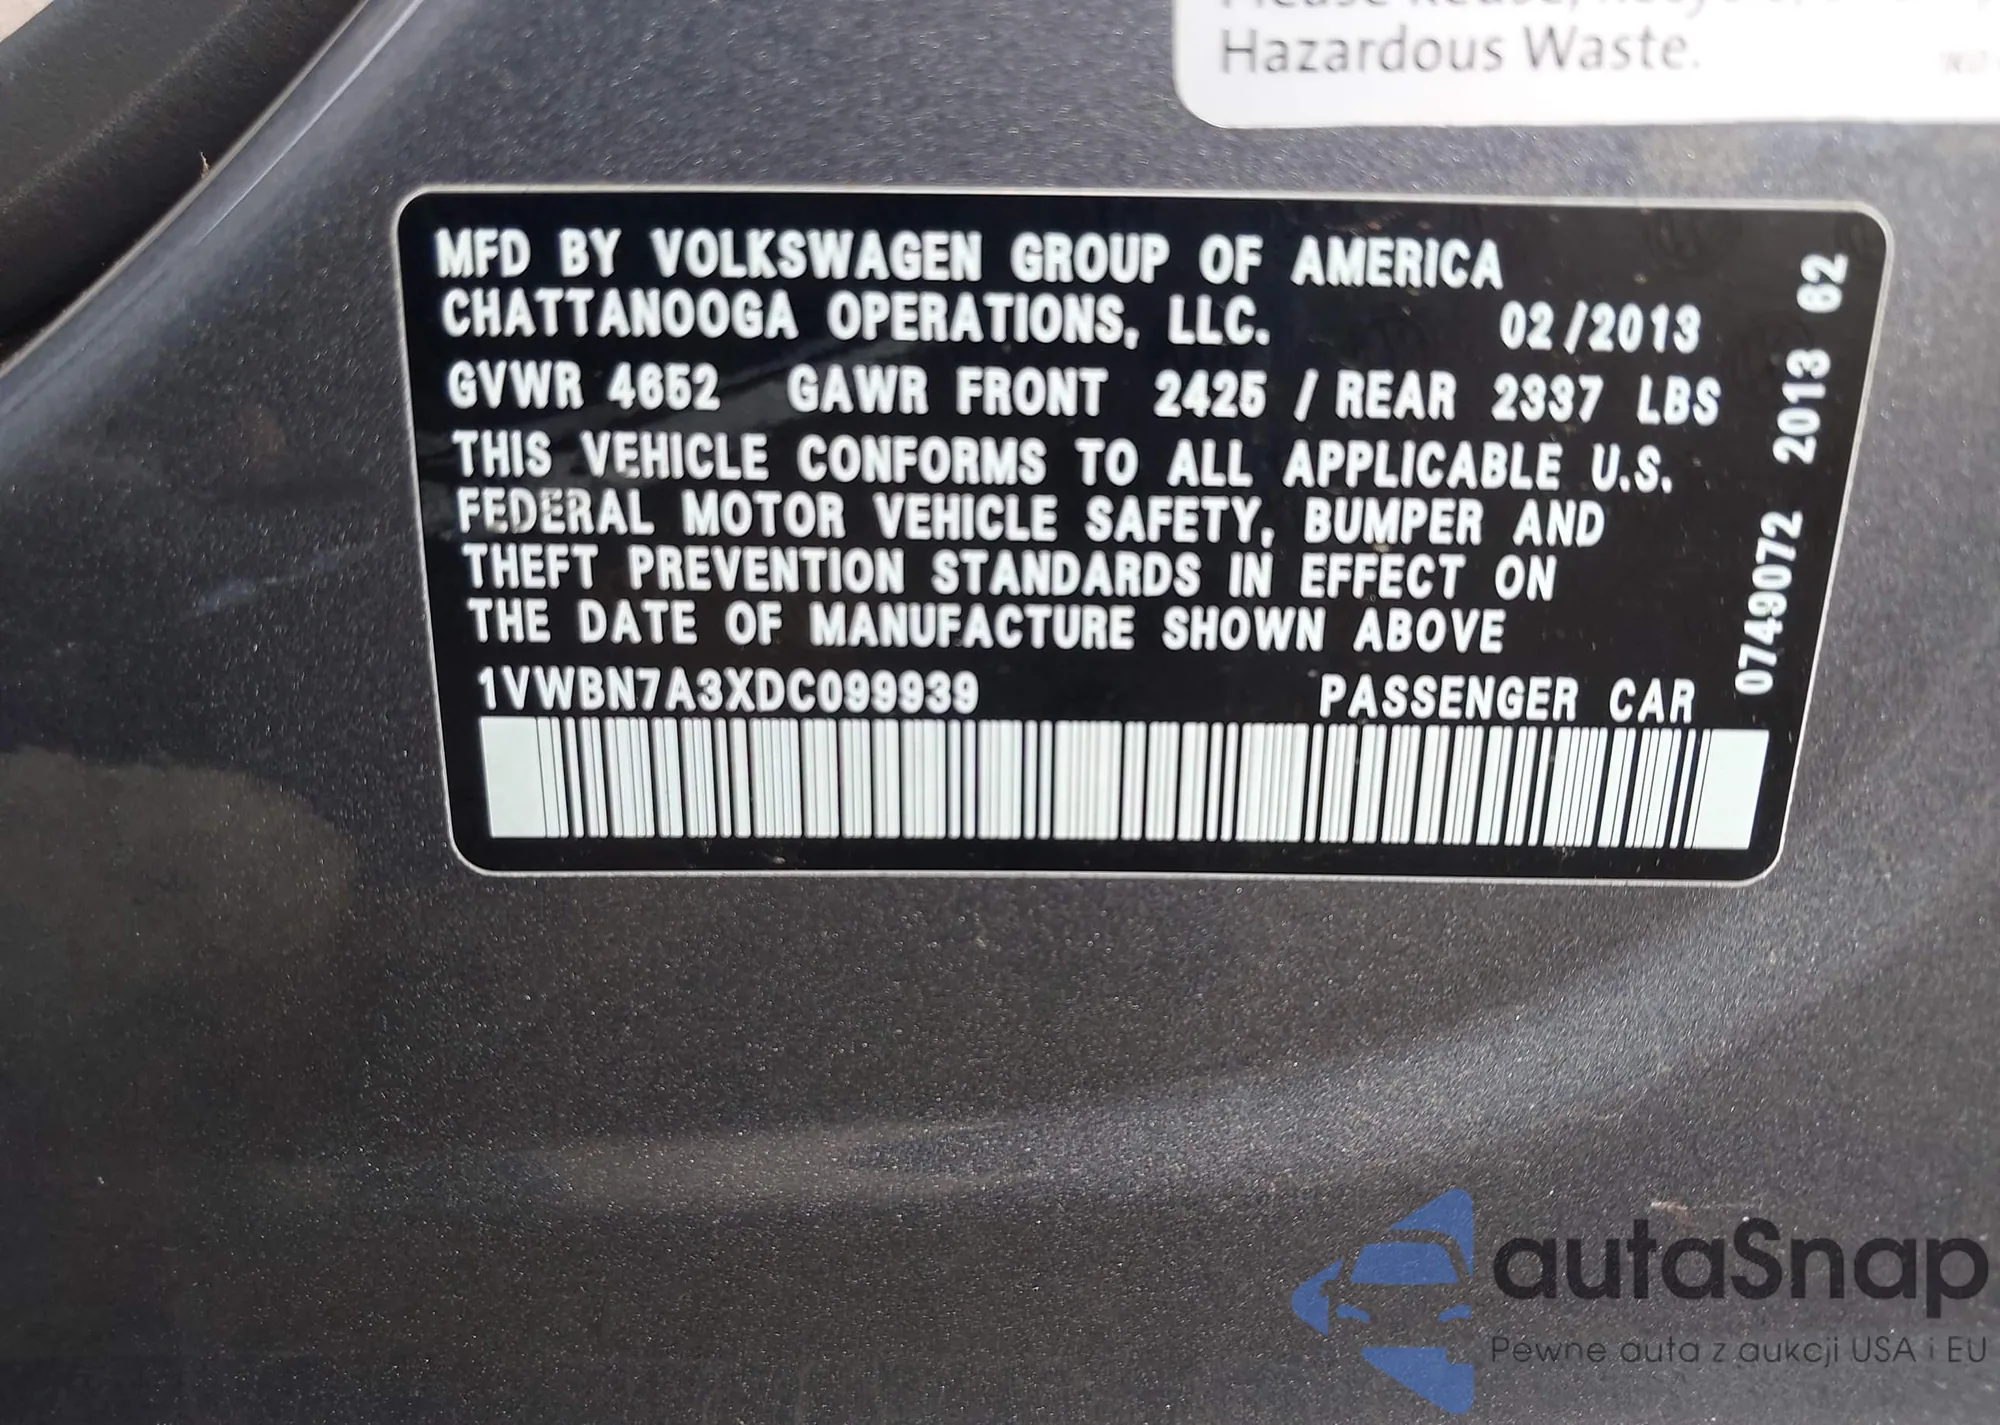 Hazardous Waste.
MFD BY VOLKSWAGEN GROUP OF AMERICA
CHATTANOOGA OPERATIONS, LLC. 02/2013
GVWR 4652 GAWR FRONT 2425 / REAR 2337 LBS
THIS VEHICLE CONFORMS TO ALL APPLICABLE U.S.
FEDERAL MOTOR VEHICLE SAFETY, BUMPER AND
THEFT PREVENTION STANDARDS IN EFFECT ON
THE DATE OF MANUFACTURE SHOWN ABOVE
1VWBN7A3XDC099939 PASSENGER CAR
0749072 2013 62
autoSnap
Pewne auta z aukcji USA i EU